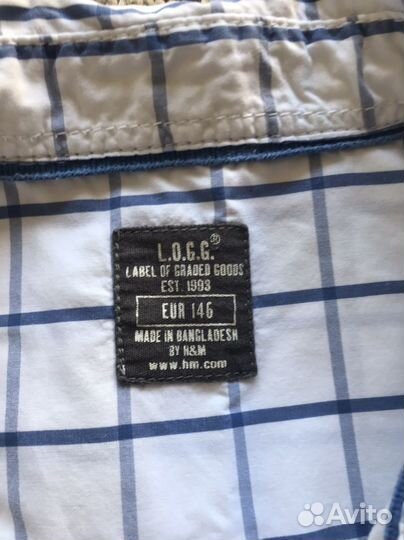 L.O.G.G.®
LABEL OF GRADED GOODS
EST. 1993
EUR 146
MADE IN BANGLADESH
BY H&M
www.hm.com
Avito